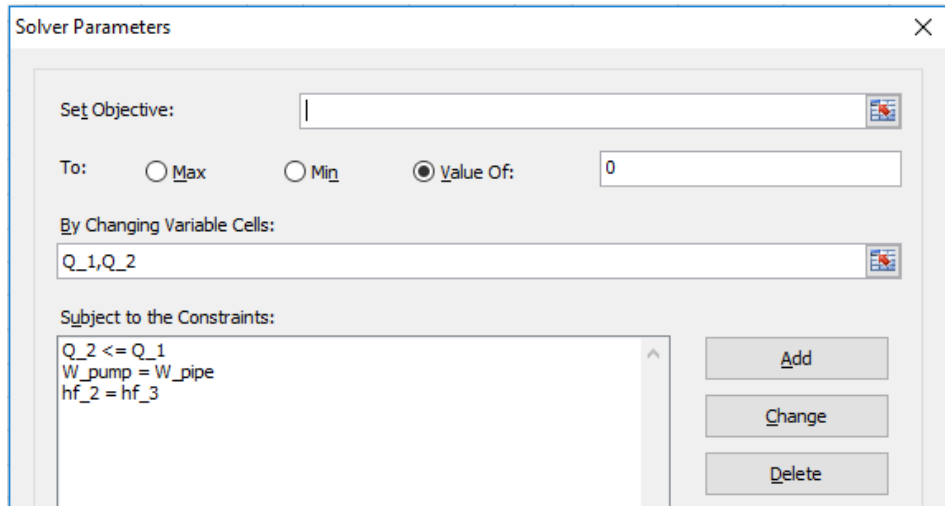 Solver Parameters
Set Objective:
To: Max Min Value Of: 0
By Changing Variable Cells:
Q_1,Q_2
Subject to the Constraints:
Q_2 <= Q_1
W_pump = W_pipe
hf_2 = hf_3
Add
Change
Delete